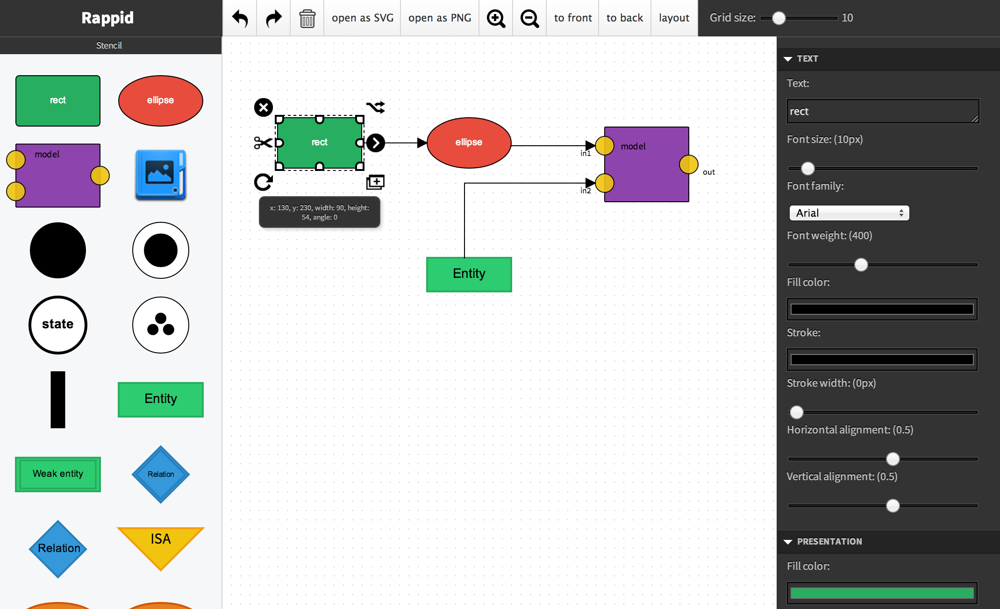 Rappid
open as SVG
open as PNG
to front
to back
layout
Grid size: 10
Stencil
rect
ellipse
model
state
Entity
Weak entity
Relation
Relation
ISA
rect
ellipse
in1
model
out
in2
x: 130, y: 230, width: 90, height:
54, angle: 0
Entity
TEXT
Text:
rect
Font size: (10px)
Font family:
Arial
Font weight: (400)
Fill color:
Stroke:
Stroke width: (0px)
Horizontal alignment: (0.5)
Vertical alignment: (0.5)
PRESENTATION
Fill color: